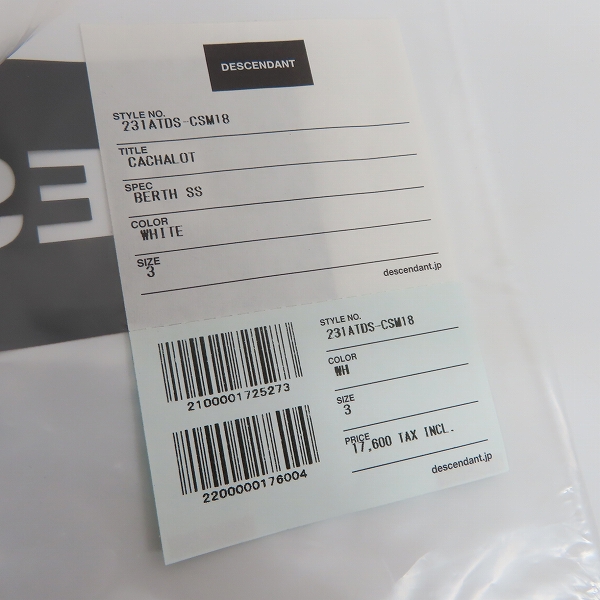 DESCENDANT
STYLE NO.
231ATDS-CSM18
TITLE
CACHALOT
SPEC
BERTH SS
COLOR
WHITE
SIZE
3
descendant.jp
2100001725273
2200000176004
STYLE NO.
231ATDS-CSM18
COLOR
WH
SIZE
3
PRICE
17,600 TAX INCL.
descendant.jp